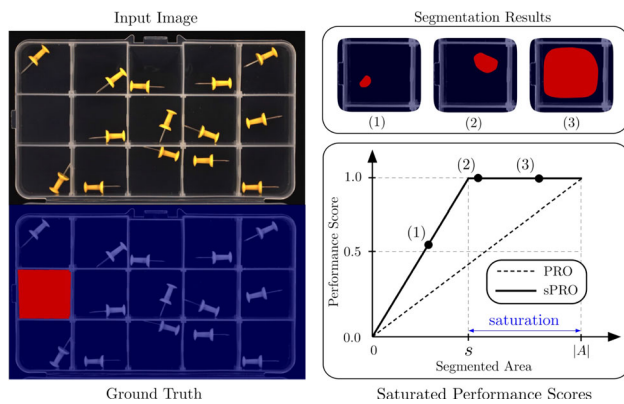 Input Image
Segmentation Results
(1)
(2)
(3)
Performance Score
1.0
0.5
0.0
(1)
(2)
(3)
PRO
sPRO
saturation
0
s
|A|
Segmented Area
Ground Truth
Saturated Performance Scores